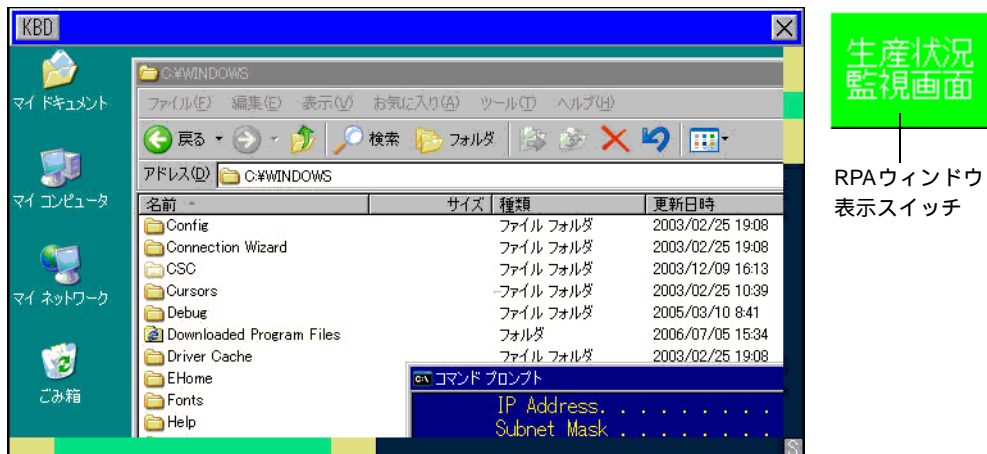 KBD
生産状況
監視画面
RPAウィンドウ
表示スイッチ
マイ ドキュメント
マイ コンピュータ
マイ ネットワーク
ごみ箱
C:¥WINDOWS
ファイル(F) 編集(E) 表示(V) お気に入り(A) ツール(T) ヘルプ(H)
戻る 検索 フォルダ
アドレス(D) C:¥WINDOWS
名前 サイズ 種類 更新日時
Config ファイル フォルダ 2003/02/25 19:08
Connection Wizard ファイル フォルダ 2003/02/25 19:08
CSC ファイル フォルダ 2003/12/09 16:13
Cursors ファイル フォルダ 2003/02/25 10:39
Debug ファイル フォルダ 2005/03/10 8:41
Downloaded Program Files フォルダ 2006/07/05 15:34
Driver Cache ファイル フォルダ 2003/02/25 19:08
EHome
Fonts
Help
コマンド プロンプト
IP Address. . . . . . . . .
Subnet Mask . . . . . . . .
S